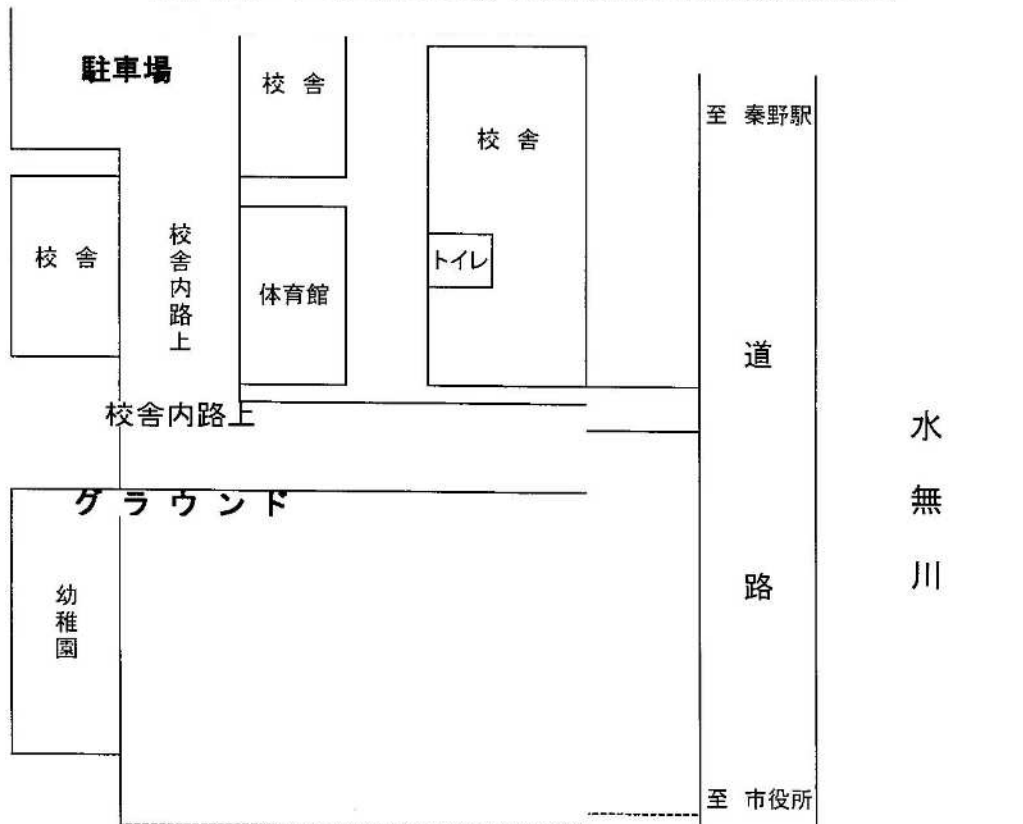 駐車場
校舎
校舎
至 秦野駅
校舎
校舎内路上
トイレ
体育館
道路
水無川
校舎内路上
グラウンド
幼稚園
至 市役所